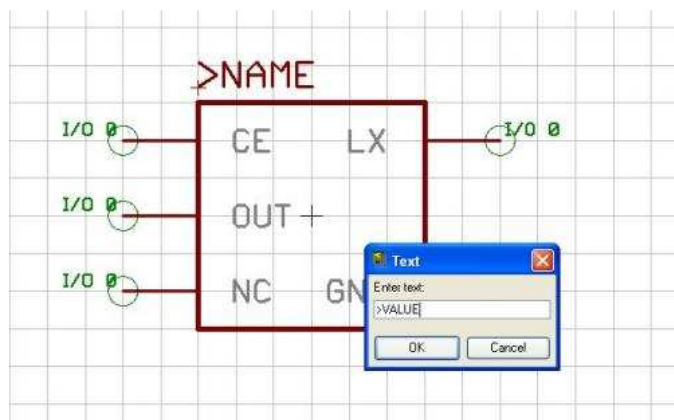 >NAME
I/O 0 CE LX I/O 0
I/O 0 OUT
Text
I/O 0 NC GN
Enter text:
>VALUE
OK Cancel